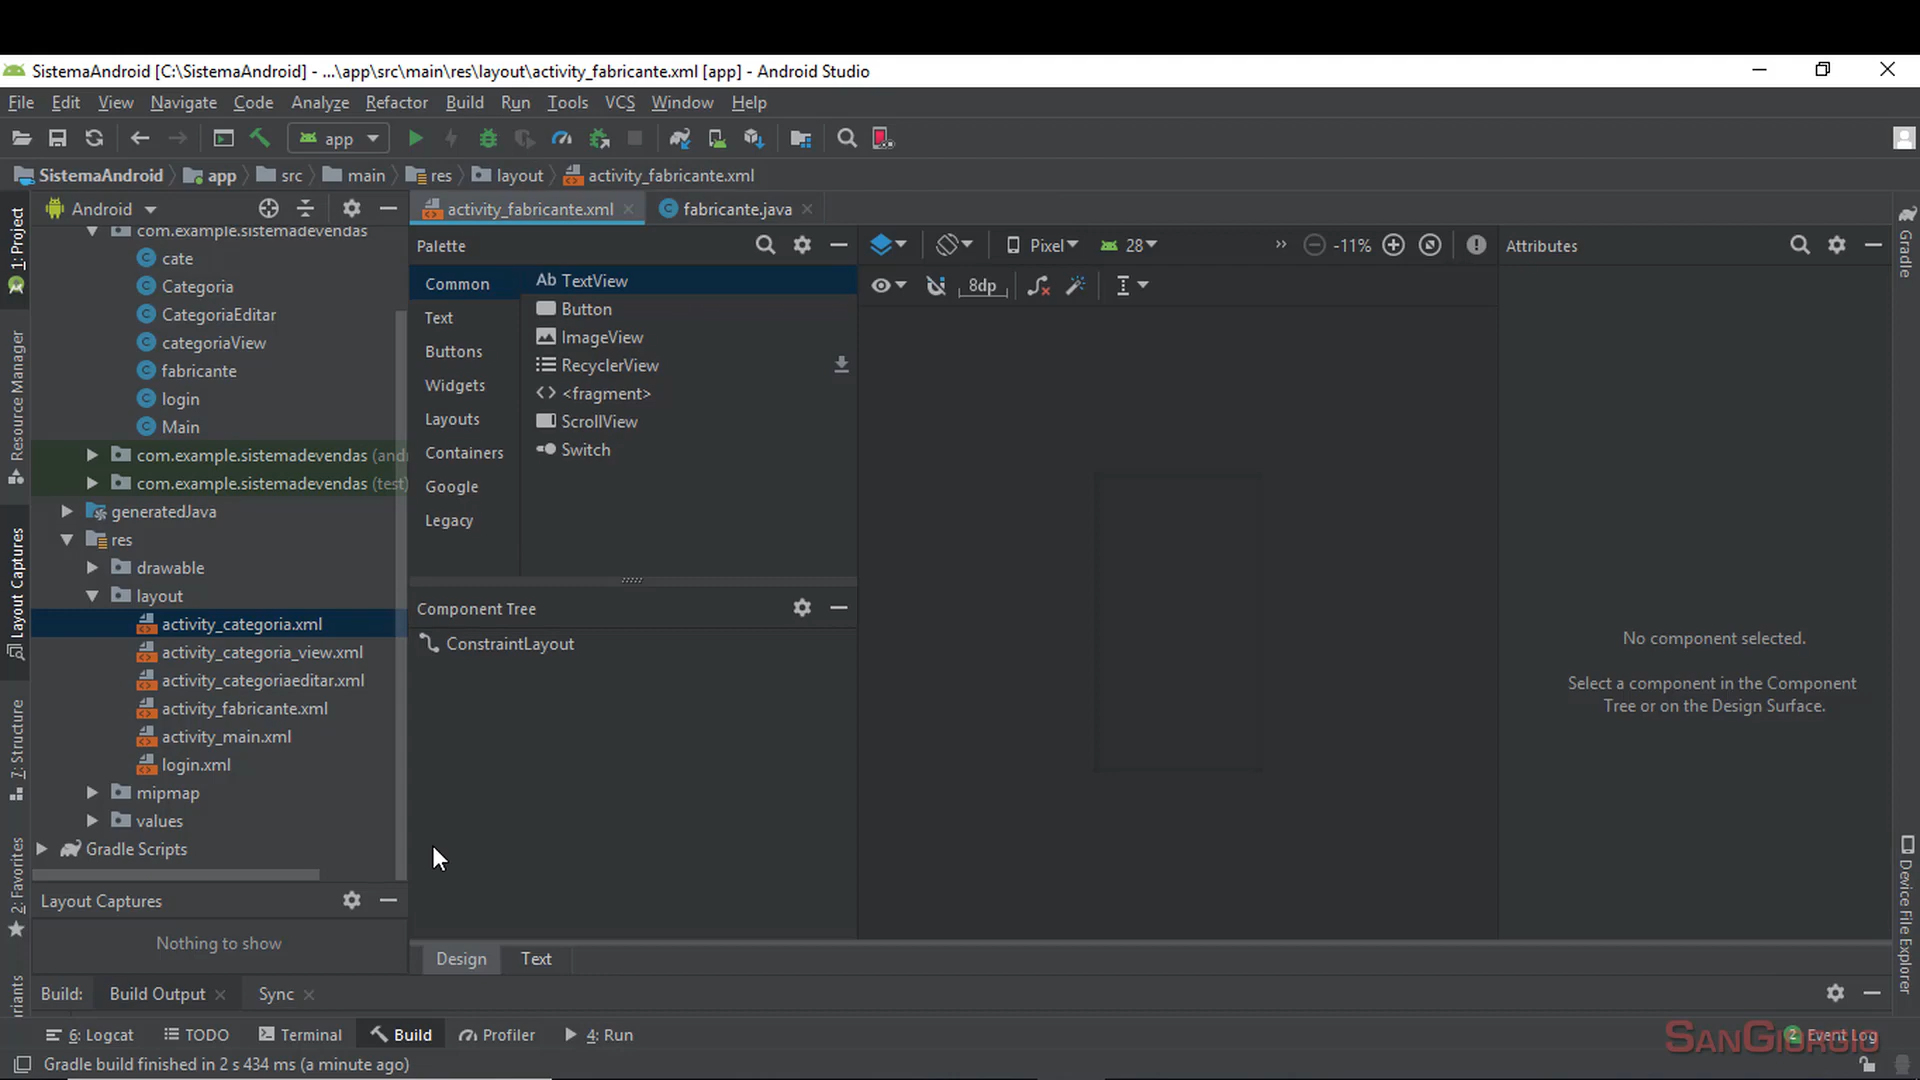 SistemaAndroid [C:\SistemaAndroid] - ...\app\src\main\res\layout\activity_fabricante.xml [app] - Android Studio
File Edit View Navigate Code Analyze Refactor Build Run Tools VCS Window Help
app
SistemaAndroid app src main res layout activity_fabricante.xml
1: Project
Resource Manager
Layout Captures
7: Structure
2: Favorites
Android
com.example.sistemadevendas
cate
Categoria
CategoriaEditar
categoriaView
fabricante
login
Main
com.example.sistemadevendas (and
com.example.sistemadevendas (test)
generatedJava
res
drawable
layout
activity_categoria.xml
activity_categoria_view.xml
activity_categoriaeditar.xml
activity_fabricante.xml
activity_main.xml
login.xml
mipmap
values
Gradle Scripts
Layout Captures
Nothing to show
activity_fabricante.xml fabricante.java
Palette
Common
Text
Buttons
Widgets
Layouts
Containers
Google
Legacy
Ab TextView
Button
ImageView
RecyclerView
<fragment>
ScrollView
Switch
Component Tree
ConstraintLayout
Pixel 28 » -11%
8dp
Attributes
No component selected.
Select a component in the Component
Tree or on the Design Surface.
Gradle
Device File Explorer
Design Text
Build: Build Output Sync
6: Logcat TODO Terminal Build Profiler 4: Run
2 Event Log
SANGIORGIO
Gradle build finished in 2 s 434 ms (a minute ago)